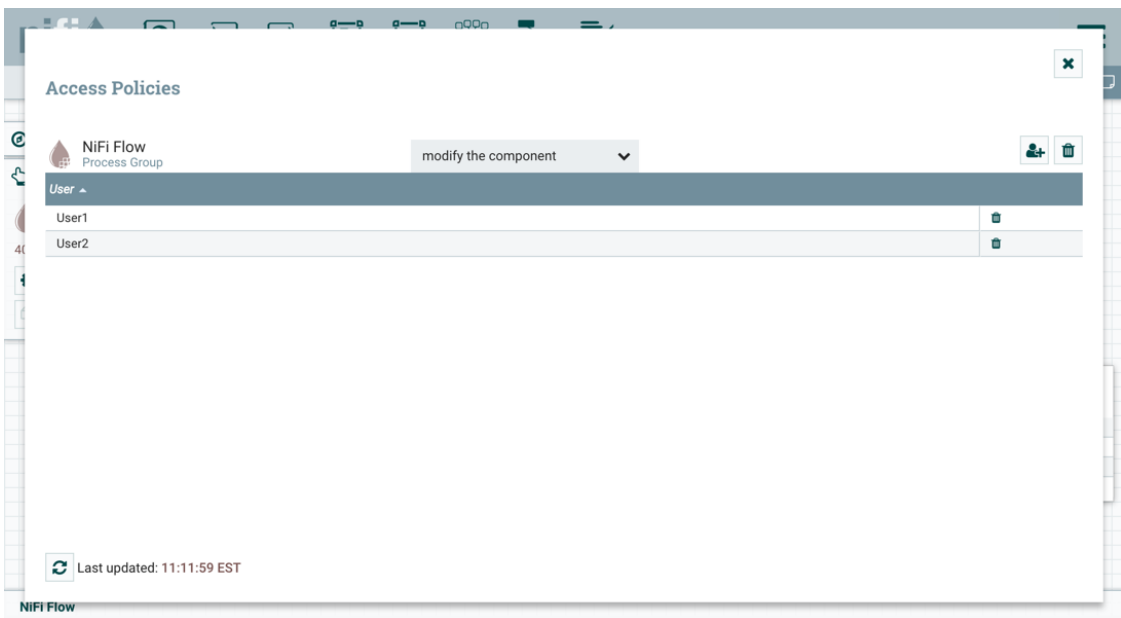 Access Policies
NiFi Flow
Process Group
modify the component
User
User1
User2
Last updated: 11:11:59 EST
NiFi Flow